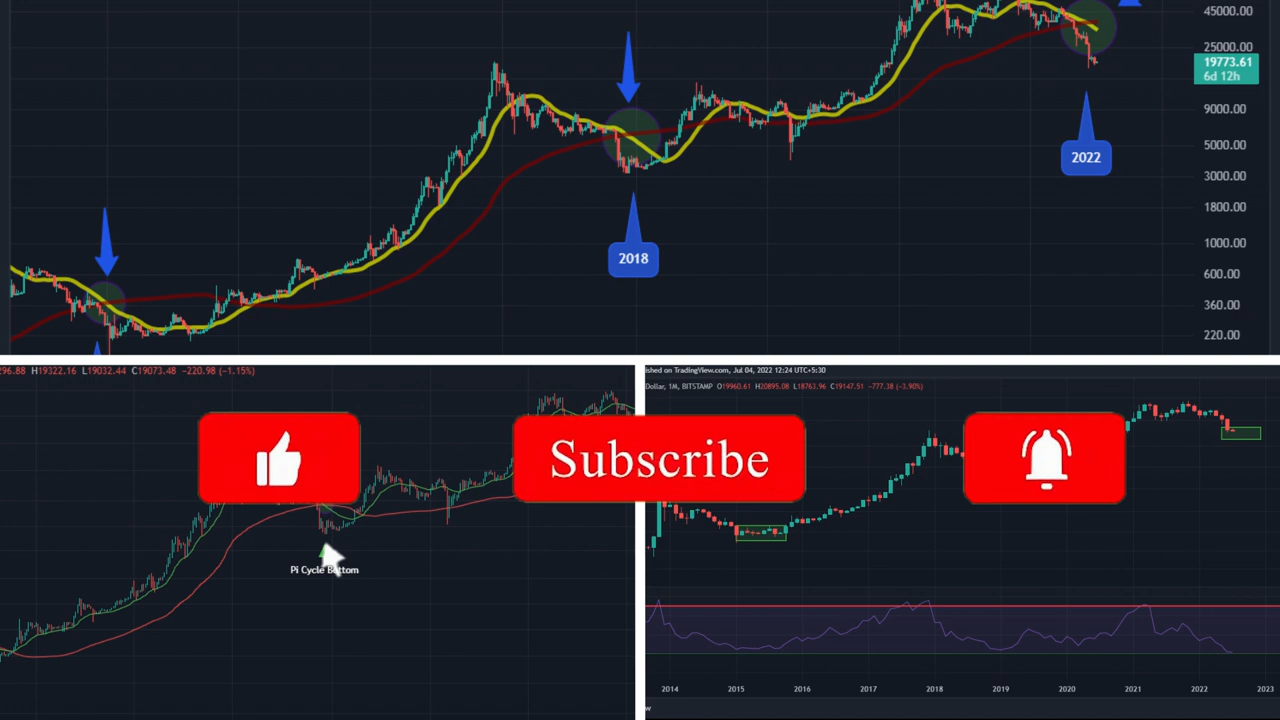 45000.00
25000.00
19773.61
6d 12h
9000.00
5000.00
2022
3000.00
1800.00
1000.00
2018
600.00
360.00
220.00
296.88 H19322.16 L19032.44 C19073.48 −220.98 (−1.15%)
ished on TradingView.com, Jul 04, 2022 12:24 UTC+5:30
Dollar, 1M, BITSTAMP O19960.61 H20895.08 L18763.96 C19147.51 −777.38 (−3.90%)
Subscribe
Pi Cycle Bottom
2014 2015 2016 2017 2018 2019 2020 2021 2022 2023
w